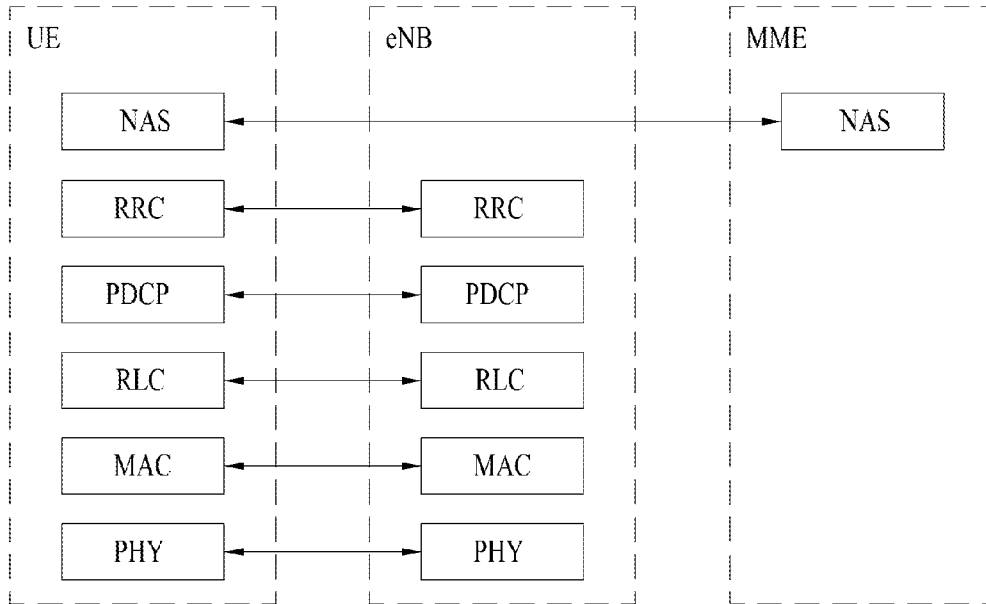 UE eNB MME
NAS NAS
RRC RRC
PDCP PDCP
RLC RLC
MAC MAC
PHY PHY